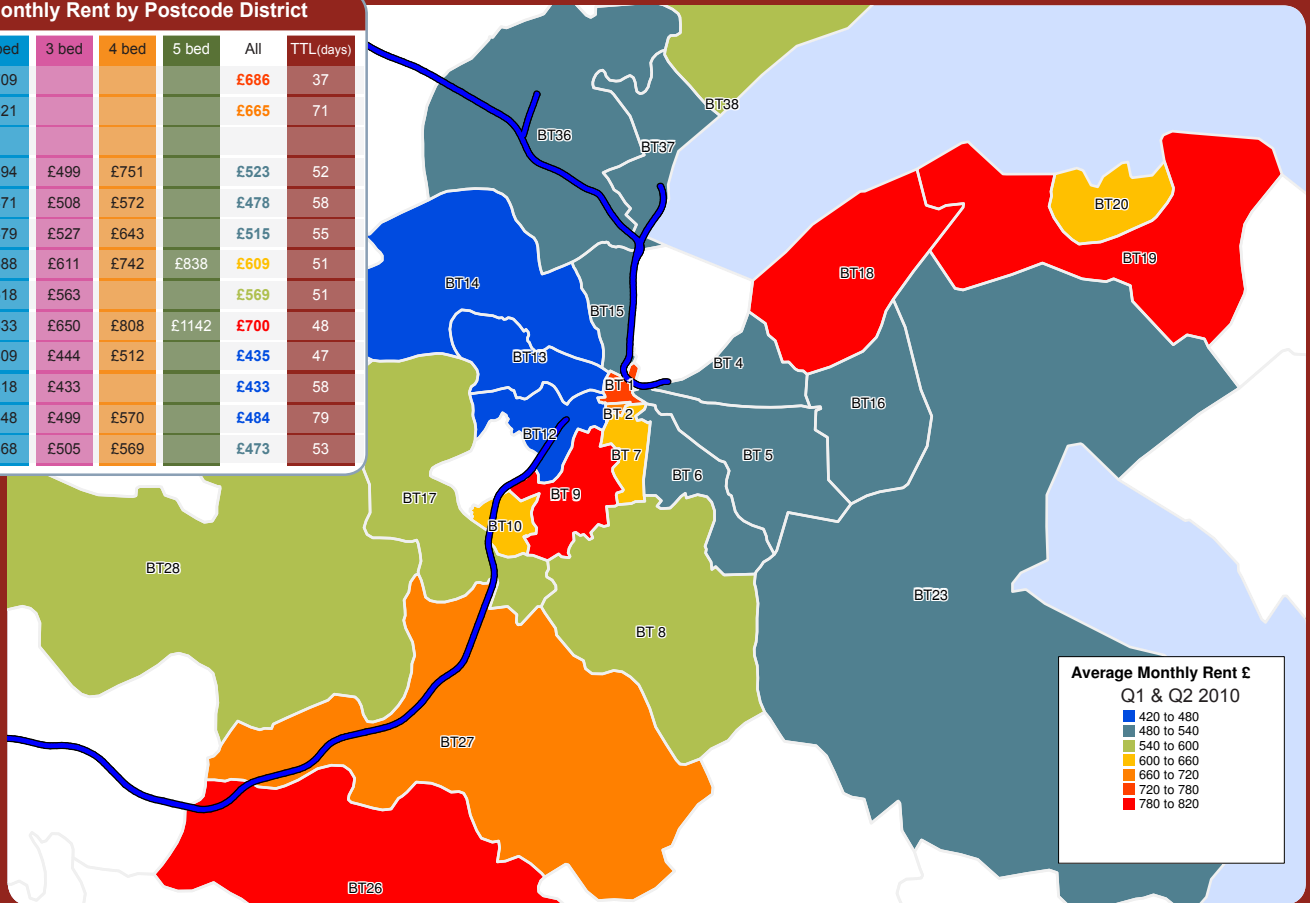 onthly Rent by Postcode District
bed 3 bed 4 bed 5 bed All TTL(days)
09 £686 37
21 £665 71
94 £499 £751 £523 52
71 £508 £572 £478 58
79 £527 £643 £515 55
88 £611 £742 £838 £609 51
18 £563 £569 51
33 £650 £808 £1142 £700 48
09 £444 £512 £435 47
18 £433 £433 58
48 £499 £570 £484 79
68 £505 £569 £473 53
BT38
BT36
BT37
BT20
BT19
BT18
BT14
BT15
BT13
BT 4
BT 1
BT16
BT 2
BT12
BT 7
BT 5
BT 6
BT 9
BT17
BT10
BT28
BT23
BT 8
BT27
BT26
Average Monthly Rent £
Q1 & Q2 2010
420 to 480
480 to 540
540 to 600
600 to 660
660 to 720
720 to 780
780 to 820